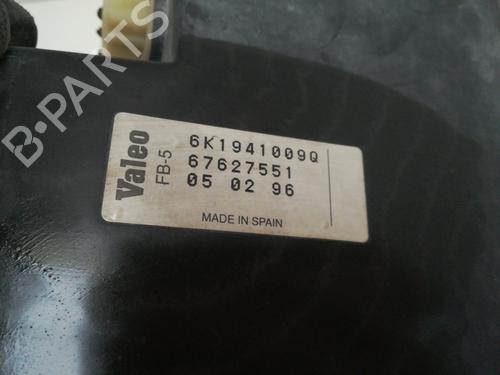 Valeo
FB-5
6K1941009Q
67627551
05 02 96
MADE IN SPAIN
B-PARTS